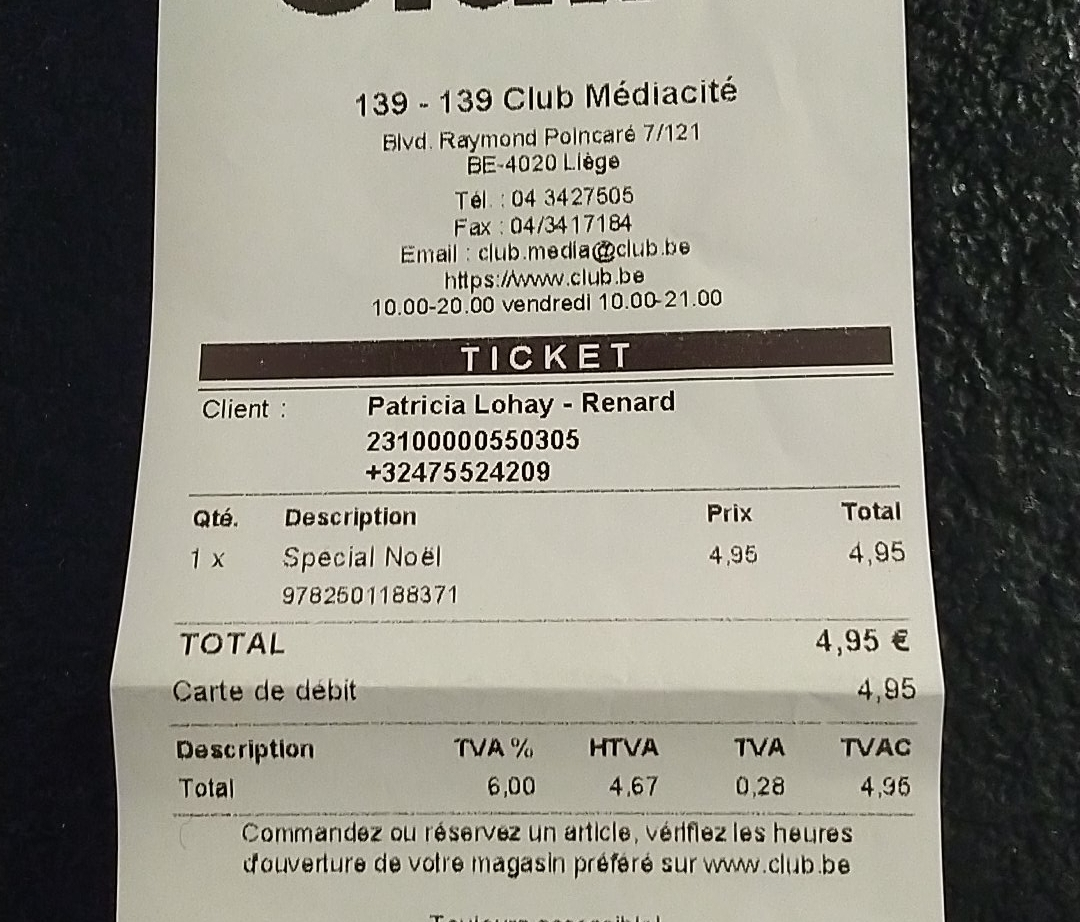 139 - 139 Club Médiacité
Blvd. Raymond Poincaré 7/121
BE-4020 Liège
Tél. : 04 3427505
Fax : 04/3417184
Email : club.media@club.be
https://www.club.be
10.00-20.00 vendredi 10.00-21.00
TICKET
Client : Patricia Lohay - Renard
23100000550305
+32475524209
Qté. Description Prix Total
1 x Special Noël 4,95 4,95
9782501188371
TOTAL 4,95 €
Carte de débit 4,95
Description TVA % HTVA TVA TVAC
Total 6,00 4,67 0,28 4,95
Commandez ou réservez un article, vérifiez les heures
d'ouverture de votre magasin préféré sur www.club.be